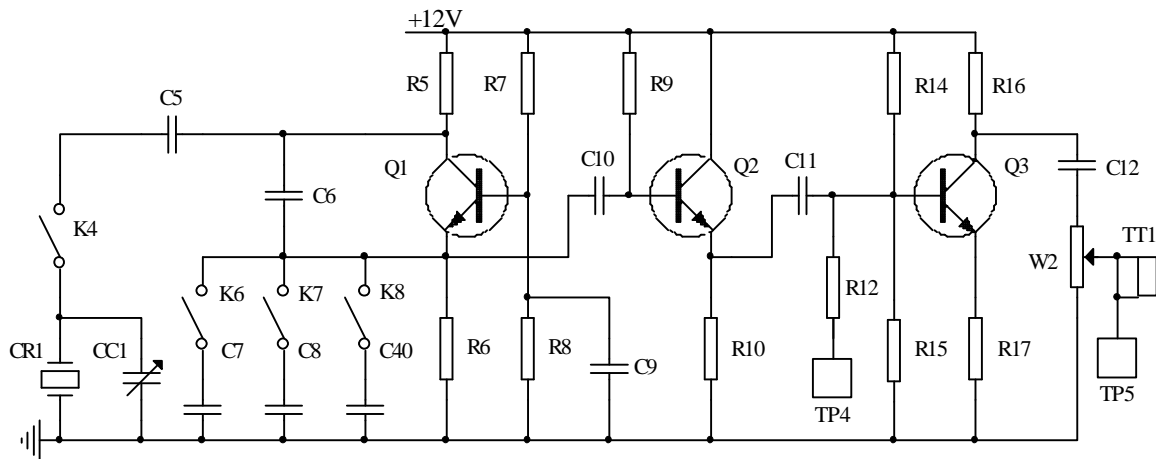 +12V
R5
R7
R9
R14
R16
C5
Q1
C10
Q2
C11
Q3
C12
C6
K4
TT1
W2
K6
K7
K8
R12
CR1
CC1
C7
C8
C40
R6
R8
C9
R10
R15
R17
TP4
TP5